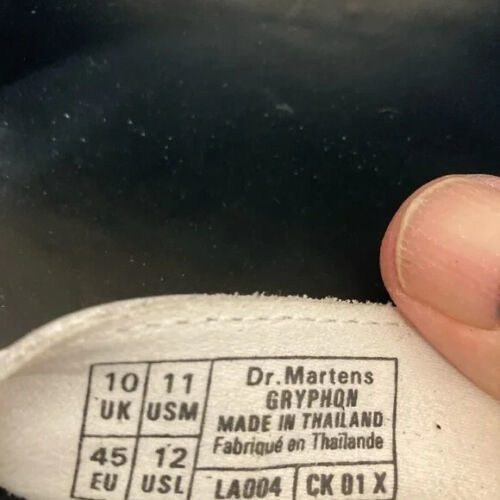 10 UK
11 USM
45 EU
12 USL
Dr.Martens
GRYPHON
MADE IN THAILAND
Fabriqué en Thaïlande
LA004
CK 01 X